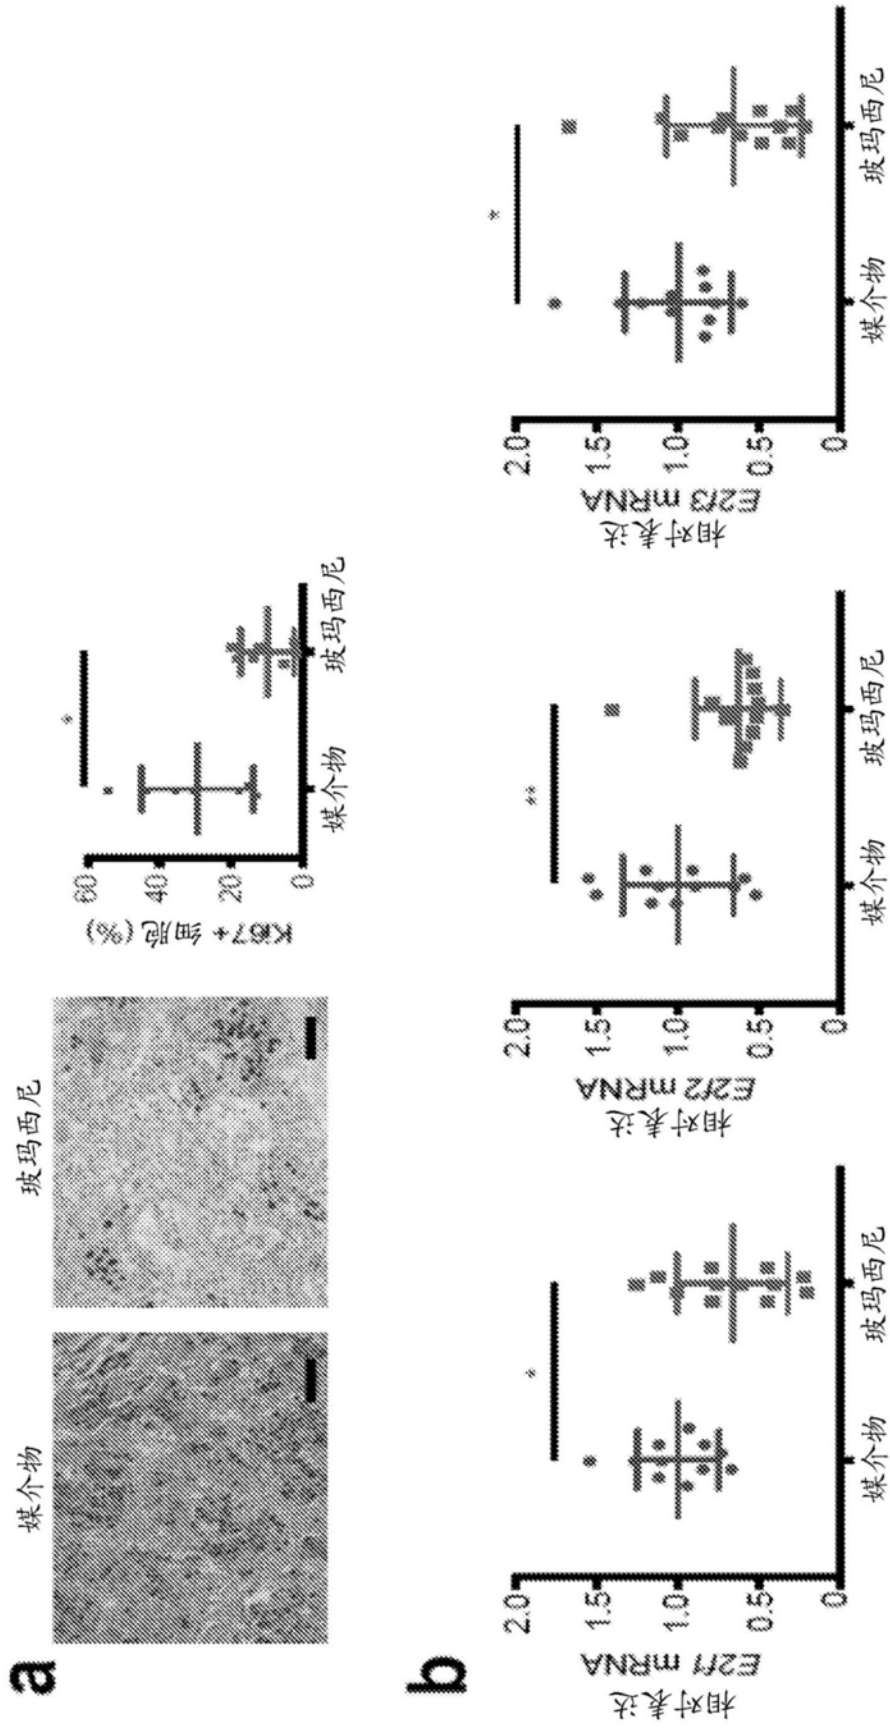 a
媒介物
玻玛西尼
Ki67+ 细胞 (%)
60
40
20
0
媒介物
玻玛西尼
*
b
相对表达
E2f1 mRNA
2.0
1.5
1.0
0.5
0
媒介物
玻玛西尼
*
相对表达
E2f2 mRNA
2.0
1.5
1.0
0.5
0
媒介物
玻玛西尼
**
相对表达
E2f3 mRNA
2.0
1.5
1.0
0.5
0
媒介物
玻玛西尼
*